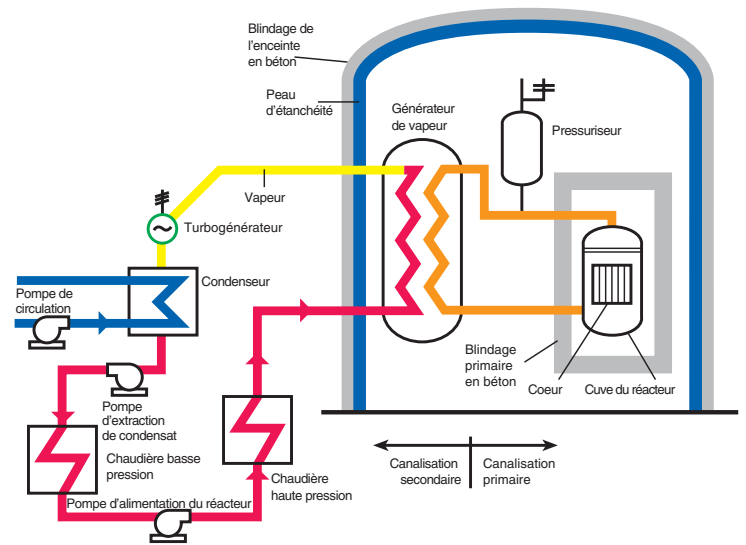 Blindage de
l'enceinte
en béton
Peau
d'étanchéité
Générateur
de vapeur
Pressuriseur
Vapeur
Turbogénérateur
Condenseur
Pompe de
circulation
Blindage
primaire
en béton
Coeur
Cuve du réacteur
Pompe
d'extraction
de condensat
Chaudière basse
pression
Chaudière
haute pression
Pompe d'alimentation du réacteur
Canalisation
secondaire
Canalisation
primaire